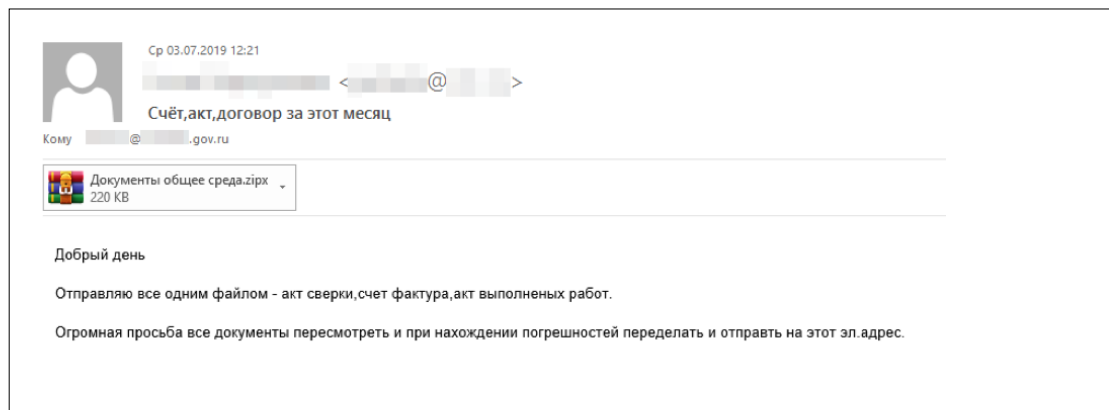 Ср 03.07.2019 12:21
< @ >
Счёт,акт,договор за этот месяц
Кому @ .gov.ru
Документы общее среда.zipx
220 KB
Добрый день
Отправляю все одним файлом - акт сверки,счет фактура,акт выполненых работ.
Огромная просьба все документы пересмотреть и при нахождении погрешностей переделать и отправть на этот эл.адрес.